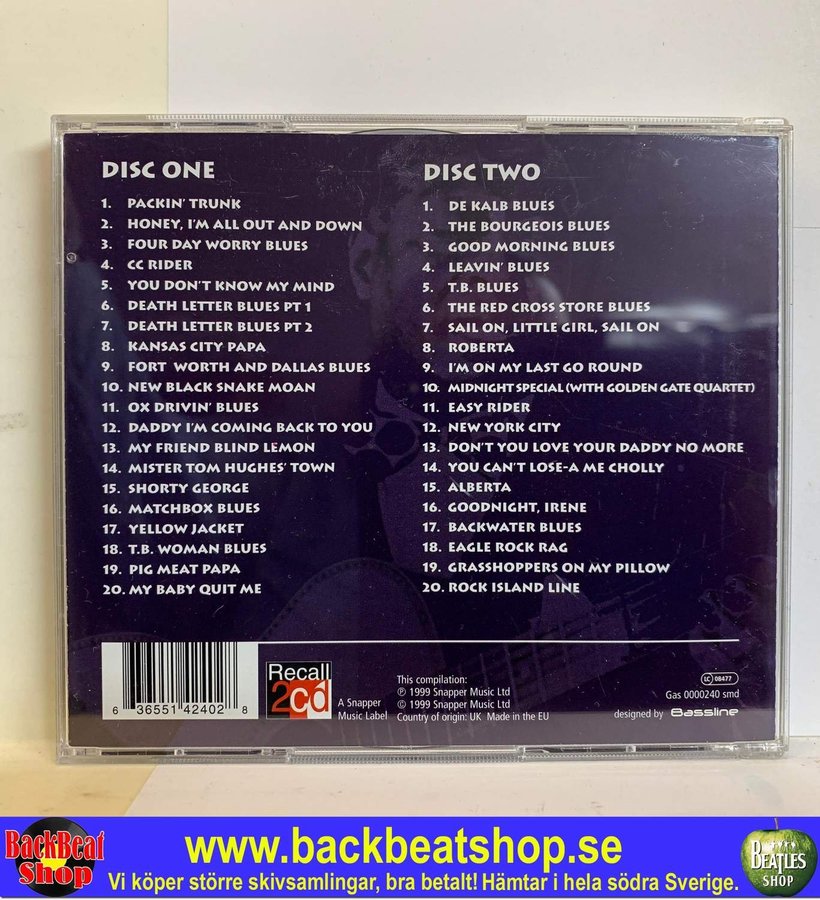 DISC ONE
1. PACKIN' TRUNK
2. HONEY, I'M ALL OUT AND DOWN
3. FOUR DAY WORRY BLUES
4. CC RIDER
5. YOU DON'T KNOW MY MIND
6. DEATH LETTER BLUES PT 1
7. DEATH LETTER BLUES PT 2
8. KANSAS CITY PAPA
9. FORT WORTH AND DALLAS BLUES
10. NEW BLACK SNAKE MOAN
11. OX DRIVIN' BLUES
12. DADDY I'M COMING BACK TO YOU
13. MY FRIEND BLIND LEMON
14. MISTER TOM HUGHES' TOWN
15. SHORTY GEORGE
16. MATCHBOX BLUES
17. YELLOW JACKET
18. T.B. WOMAN BLUES
19. PIG MEAT PAPA
20. MY BABY QUIT ME
DISC TWO
1. DE KALB BLUES
2. THE BOURGEOIS BLUES
3. GOOD MORNING BLUES
4. LEAVIN' BLUES
5. T.B. BLUES
6. THE RED CROSS STORE BLUES
7. SAIL ON, LITTLE GIRL, SAIL ON
8. ROBERTA
9. I'M ON MY LAST GO ROUND
10. MIDNIGHT SPECIAL (WITH GOLDEN GATE QUARTET)
11. EASY RIDER
12. NEW YORK CITY
13. DON'T YOU LOVE YOUR DADDY NO MORE
14. YOU CAN'T LOSE-A ME CHOLLY
15. ALBERTA
16. GOODNIGHT, IRENE
17. BACKWATER BLUES
18. EAGLE ROCK RAG
19. GRASSHOPPERS ON MY PILLOW
20. ROCK ISLAND LINE
6 36551 42402 8
Recall
2cd
A Snapper
Music Label
This compilation:
℗ 1999 Snapper Music Ltd
© 1999 Snapper Music Ltd
Country of origin: UK Made in the EU
LC 08477
Gas 0000240 smd
designed by Bassline
BackBeat
Shop
www.backbeatshop.se
Vi köper större skivsamlingar, bra betalt! Hämtar i hela södra Sverige.
BEATLES
SHOP